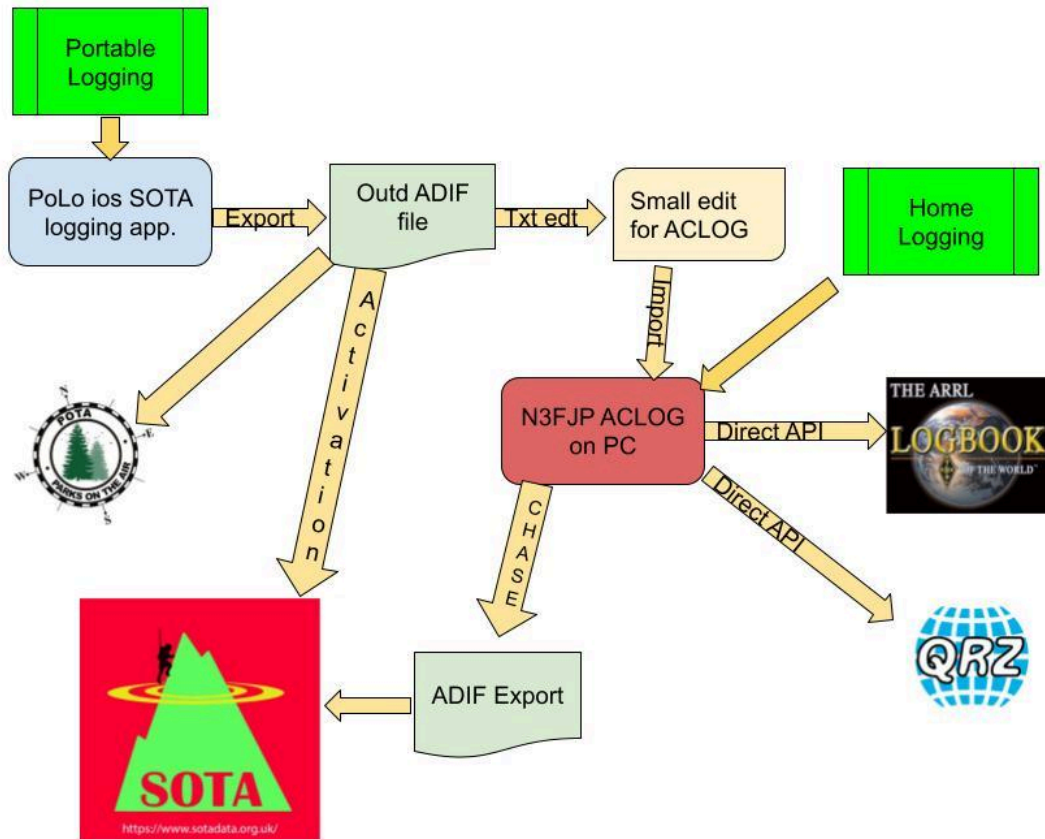 Portable
Logging
PoLo ios SOTA
logging app.
Export
Outd ADIF
file
Txt edt
Small edit
for ACLOG
Home
Logging
Import
Activation
N3FJP ACLOG
on PC
Direct API
THE ARRL
LOGBOOK
OF THE WORLD™
Direct API
CHASE
N
POTA
E
W
PARKS ON THE AIR
S
QRZ
ADIF Export
SOTA
https://www.sotadata.org.uk/